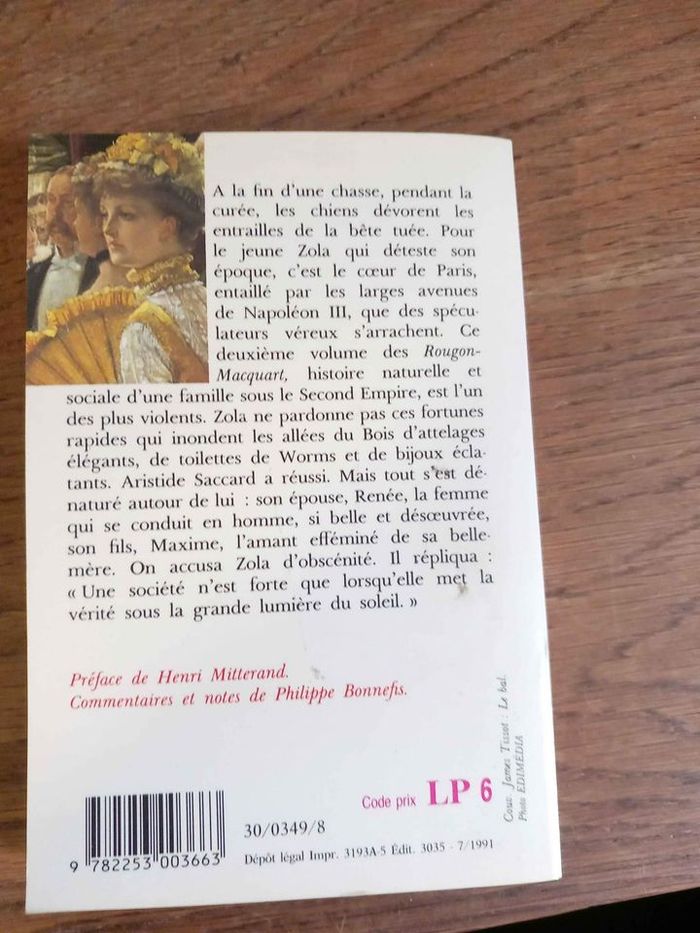 A la fin d'une chasse, pendant la
curée, les chiens dévorent les
entrailles de la bête tuée. Pour
le jeune Zola qui déteste son
époque, c'est le cœur de Paris,
entaillé par les larges avenues
de Napoléon III, que des spécu-
lateurs véreux s'arrachent. Ce
deuxième volume des Rougon-
Macquart, histoire naturelle et
sociale d'une famille sous le Second Empire, est l'un
des plus violents. Zola ne pardonne pas ces fortunes
rapides qui inondent les allées du Bois d'attelages
élégants, de toilettes de Worms et de bijoux écla-
tants. Aristide Saccard a réussi. Mais tout s'est dé-
naturé autour de lui : son épouse, Renée, la femme
qui se conduit en homme, si belle et désœuvrée,
son fils, Maxime, l'amant efféminé de sa belle-
mère. On accusa Zola d'obscénité. Il répliqua :
« Une société n'est forte que lorsqu'elle met la
vérité sous la grande lumière du soleil. »
Préface de Henri Mitterand.
Commentaires et notes de Philippe Bonnefis.
Couv. James Tissot : Le bal.
Photo EDIMEDIA
Code prix LP 6
30/0349/8
Dépôt légal Impr. 3193A-5 Édit. 3035 - 7/1991
9 782253 003663